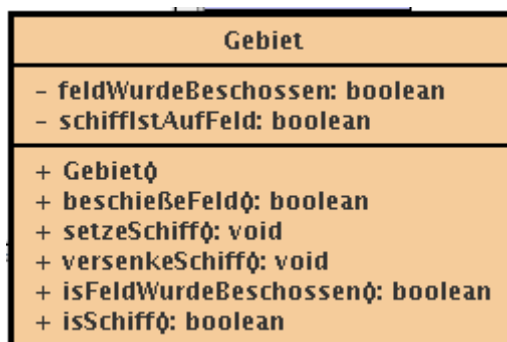 Gebiet
- feldWurdeBeschossen: boolean
- schiffIstAufFeld: boolean
+ Gebiet()
+ beschießeFeld(): boolean
+ setzeSchiff(): void
+ versenkeSchiff(): void
+ isFeldWurdeBeschossen(): boolean
+ isSchiff(): boolean